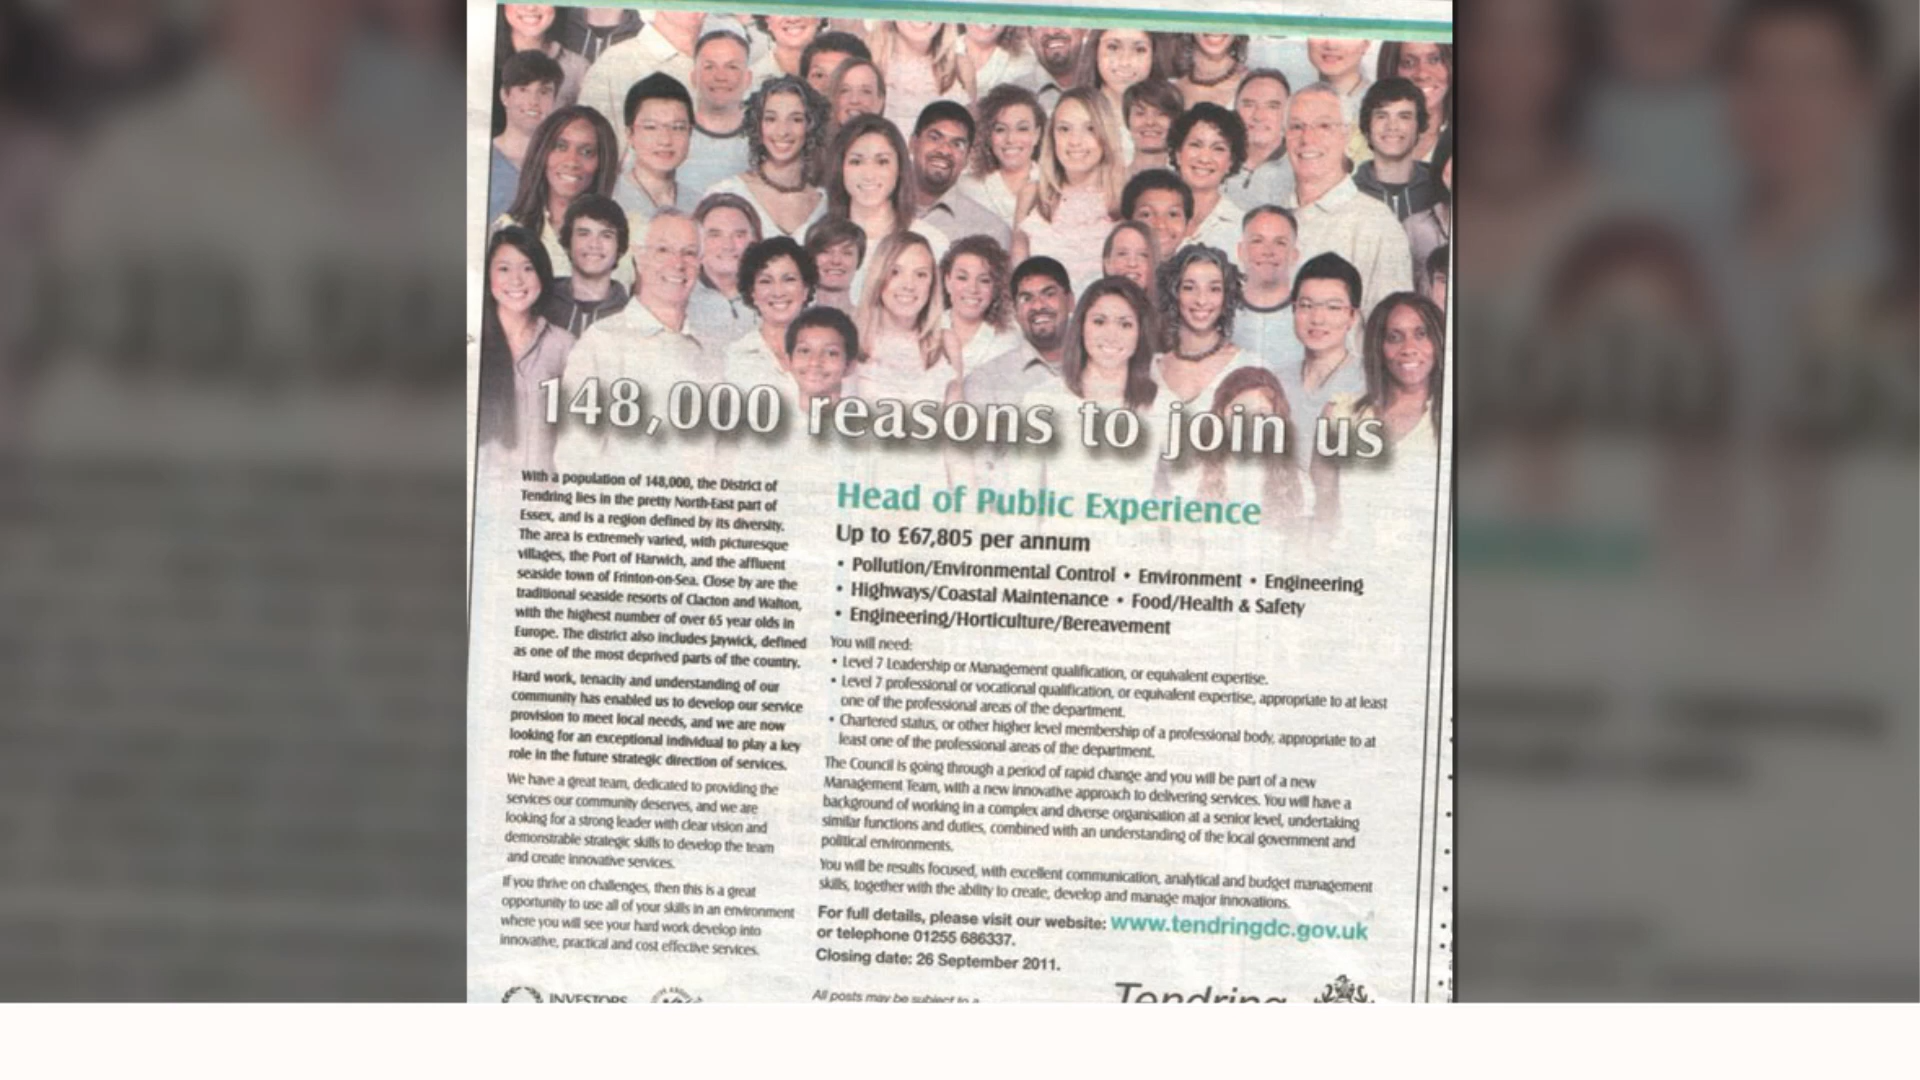 148,000 reasons to join us
With a population of 148,000, the District of
Tendring lies in the pretty North-East part of
Essex, and is a region defined by its diversity.
The area is extremely varied, with picturesque
villages, the Port of Harwich, and the affluent
seaside town of Frinton-on-Sea. Close by are the
traditional seaside resorts of Clacton and Walton,
with the highest number of over 65 year olds in
Europe. The district also includes Jaywick, defined
as one of the most deprived parts of the country.
Hard work, tenacity and understanding of our
community has enabled us to develop our service
provision to meet local needs, and we are now
looking for an exceptional individual to play a key
role in the future strategic direction of services.
We have a great team, dedicated to providing the
services our community deserves, and we are
looking for a strong leader with clear vision and
demonstrable strategic skills to develop the team
and create innovative services.
If you thrive on challenges, then this is a great
opportunity to use all of your skills in an environment
where you will see your hard work develop into
innovative, practical and cost effective services.
Head of Public Experience
Up to £67,805 per annum
• Pollution/Environmental Control • Environment • Engineering
• Highways/Coastal Maintenance • Food/Health & Safety
• Engineering/Horticulture/Bereavement
You will need:
• Level 7 Leadership or Management qualification, or equivalent expertise.
• Level 7 professional or vocational qualification, or equivalent expertise, appropriate to at least
one of the professional areas of the department.
• Chartered status, or other higher level membership of a professional body, appropriate to at
least one of the professional areas of the department.
The Council is going through a period of rapid change and you will be part of a new
Management Team, with a new innovative approach to delivering services. You will have a
background of working in a complex and diverse organisation at a senior level, undertaking
similar functions and duties, combined with an understanding of the local government and
political environments.
You will be results focused, with excellent communication, analytical and budget management
skills, together with the ability to create, develop and manage major innovations.
For full details, please visit our website: www.tendringdc.gov.uk
or telephone 01255 686337.
Closing date: 26 September 2011.
INVESTORS
All posts may be subject to a
Tendring